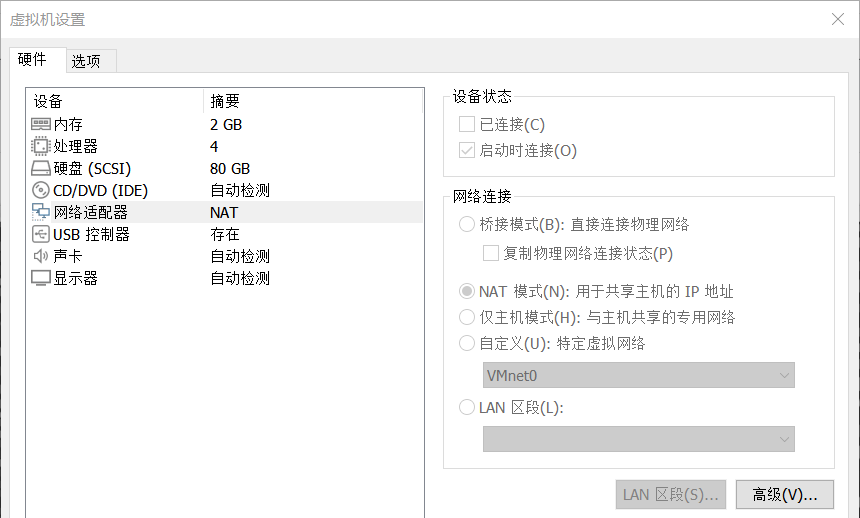 虚拟机设置
硬件 选项
设备 摘要
内存 2 GB
处理器 4
硬盘 (SCSI) 80 GB
CD/DVD (IDE) 自动检测
网络适配器 NAT
USB 控制器 存在
声卡 自动检测
显示器 自动检测
设备状态
已连接(C)
启动时连接(O)
网络连接
桥接模式(B): 直接连接物理网络
复制物理网络连接状态(P)
NAT 模式(N): 用于共享主机的 IP 地址
仅主机模式(H): 与主机共享的专用网络
自定义(U): 特定虚拟网络
VMnet0
LAN 区段(L):
LAN 区段(S)... 高级(V)...